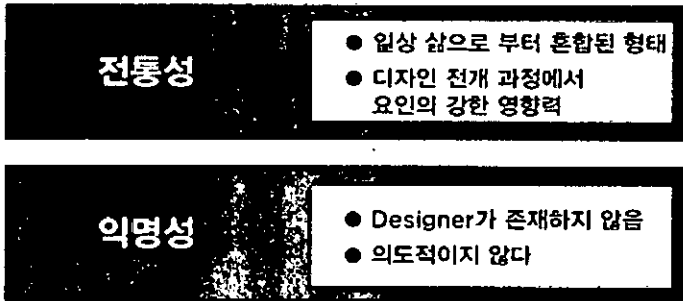 전통성
● 일상 삶으로 부터 혼합된 형태
● 디자인 전개 과정에서
요인의 강한 영향력
익명성
● Designer가 존재하지 않음
● 의도적이지 않다